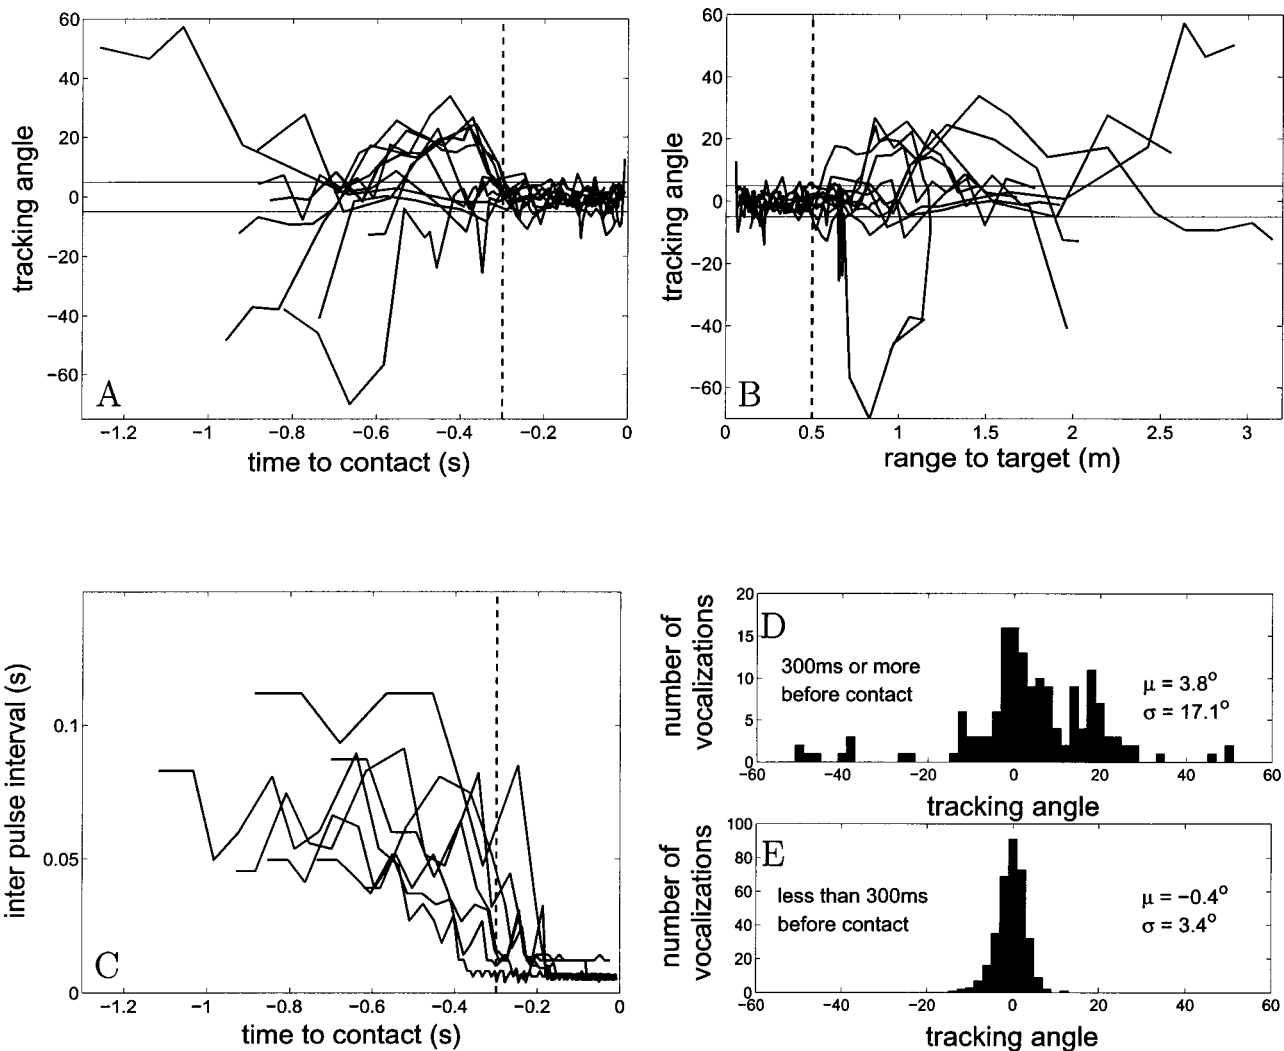 60
40
20
0
−20
−40
−60
tracking angle
A
−1.2
−1
−0.8
−0.6
−0.4
−0.2
0
time to contact (s)
60
40
20
0
−20
−40
−60
tracking angle
B
0
0.5
1
1.5
2
2.5
3
range to target (m)
0.1
0.05
0
inter pulse interval (s)
C
−1.2
−1
−0.8
−0.6
−0.4
−0.2
0
time to contact (s)
20
15
10
5
0
number of
vocalizations
D
300ms or more
before contact
μ = 3.8°
σ = 17.1°
−60
−40
−20
0
20
40
60
tracking angle
100
80
60
40
20
0
number of
vocalizations
E
less than 300ms
before contact
μ = −0.4°
σ = 3.4°
−60
−40
−20
0
20
40
60
tracking angle